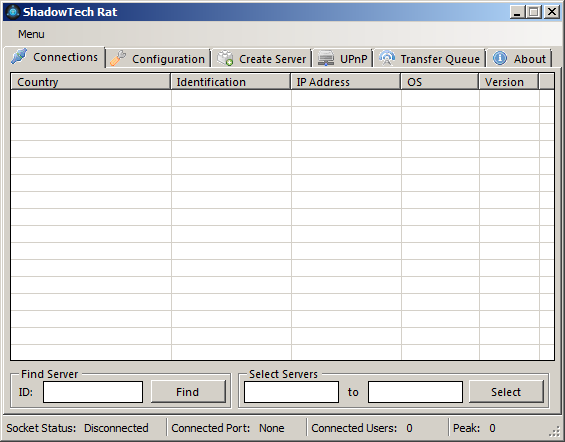 ShadowTech Rat
Menu
Connections Configuration Create Server UPnP Transfer Queue About
Country Identification IP Address OS Version
Find Server Select Servers
ID: Find to Select
Socket Status: Disconnected Connected Port: None Connected Users: 0 Peak: 0